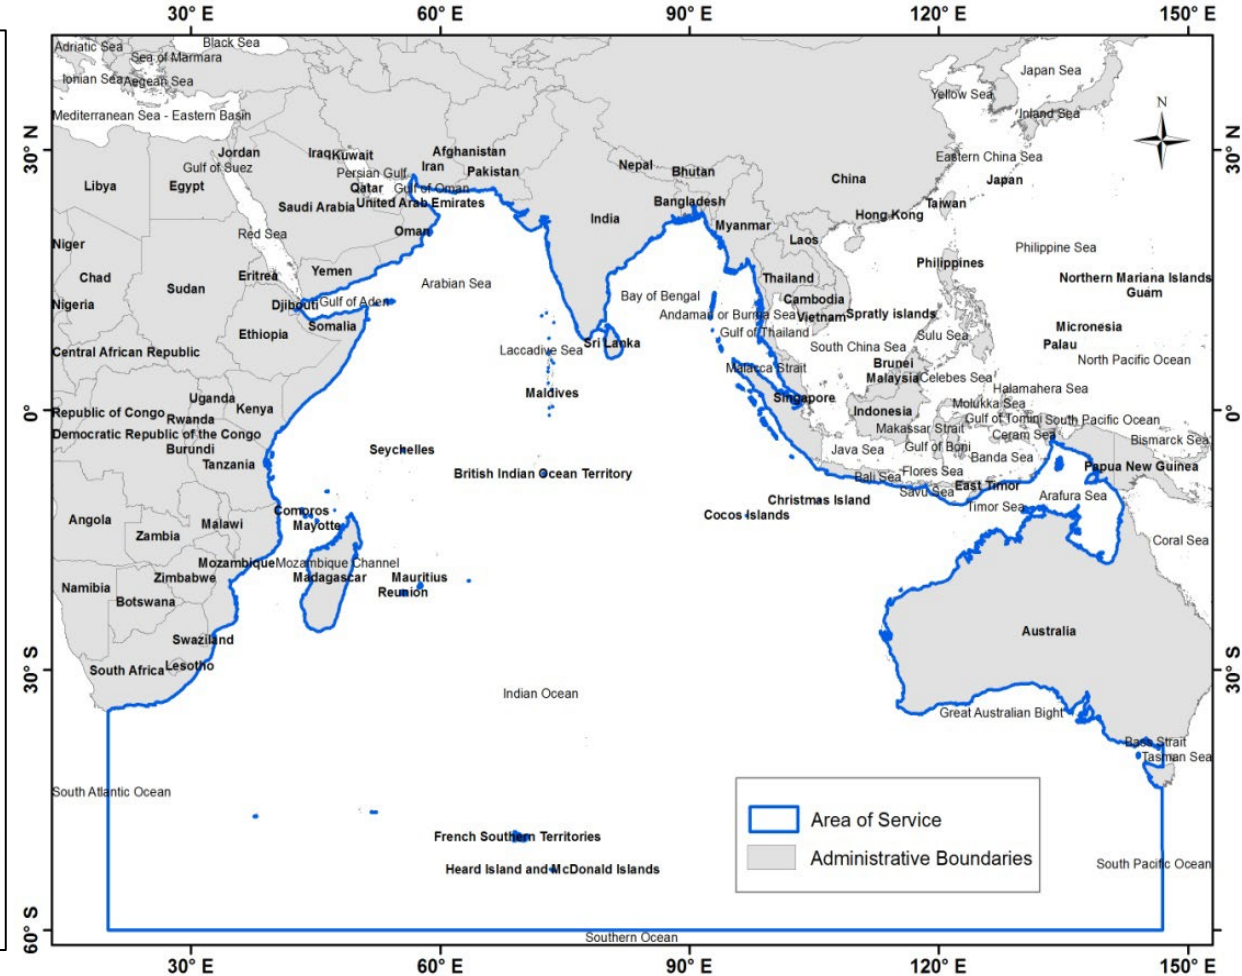 30° E 60° E 90° E 120° E 150° E
Adriatic Sea
Black Sea
Sea of Marmara
Ionian Sea
Aegean Sea
Japan Sea
Yellow Sea
Inland Sea
Mediterranean Sea - Eastern Basin
N
30° N
30° N
Jordan
Iraq
Kuwait
Afghanistan
Eastern China Sea
Gulf of Suez
Persian Gulf
Iran
Pakistan
Nepal
Bhutan
China
Japan
Libya
Egypt
Qatar
Gulf of Oman
Saudi Arabia
United Arab Emirates
Bangladesh
Taiwan
Hong Kong
India
Myanmar
Red Sea
Oman
Laos
Niger
Philippine Sea
Chad
Eritrea
Yemen
Arabian Sea
Thailand
Philippines
Northern Mariana Islands
Guam
Sudan
Nigeria
Djibouti
Gulf of Aden
Bay of Bengal
Cambodia
Andaman or Burma Sea
Vietnam
Spratly islands
Somalia
Ethiopia
Gulf of Thailand
Micronesia
Sulu Sea
Central African Republic
Laccadive Sea
Sri Lanka
South China Sea
Palau
North Pacific Ocean
Malacca Strait
Brunei
Malaysia
Celebes Sea
Halamahera Sea
Uganda
Maldives
Singapore
Molukka Sea
0°
0°
Republic of Congo
Kenya
Rwanda
Indonesia
Gulf of Tomini
South Pacific Ocean
Democratic Republic of the Congo
Makassar Strait
Ceram Sea
Bismarck Sea
Burundi
Seychelles
Java Sea
Gulf of Boni
Banda Sea
Tanzania
British Indian Ocean Territory
Bali Sea
Flores Sea
Papua New Guinea
Savu Sea
East Timor
Christmas Island
Arafura Sea
Timor Sea
Angola
Comoros
Mayotte
Malawi
Cocos Islands
Zambia
Coral Sea
Mozambique
Mozambique Channel
Zimbabwe
Madagascar
Mauritius
Namibia
Reunion
Botswana
Australia
Swaziland
30° S
30° S
South Africa
Lesotho
Indian Ocean
Great Australian Bight
Bass Strait
Tasman Sea
South Atlantic Ocean
Area of Service
French Southern Territories
Administrative Boundaries
Heard Island and McDonald Islands
South Pacific Ocean
60° S
Southern Ocean
30° E 60° E 90° E 120° E 150° E